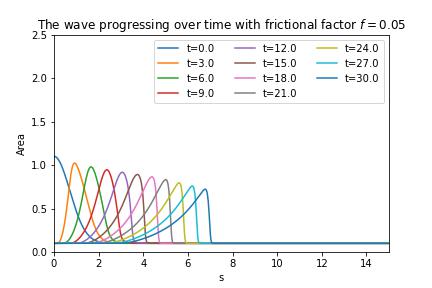 The wave progressing over time with frictional factor f = 0.05
2.5
2.0
1.5
1.0
0.5
0.0
Area
t=0.0 t=12.0 t=24.0
t=3.0 t=15.0 t=27.0
t=6.0 t=18.0 t=30.0
t=9.0 t=21.0
0 2 4 6 8 10 12 14
s